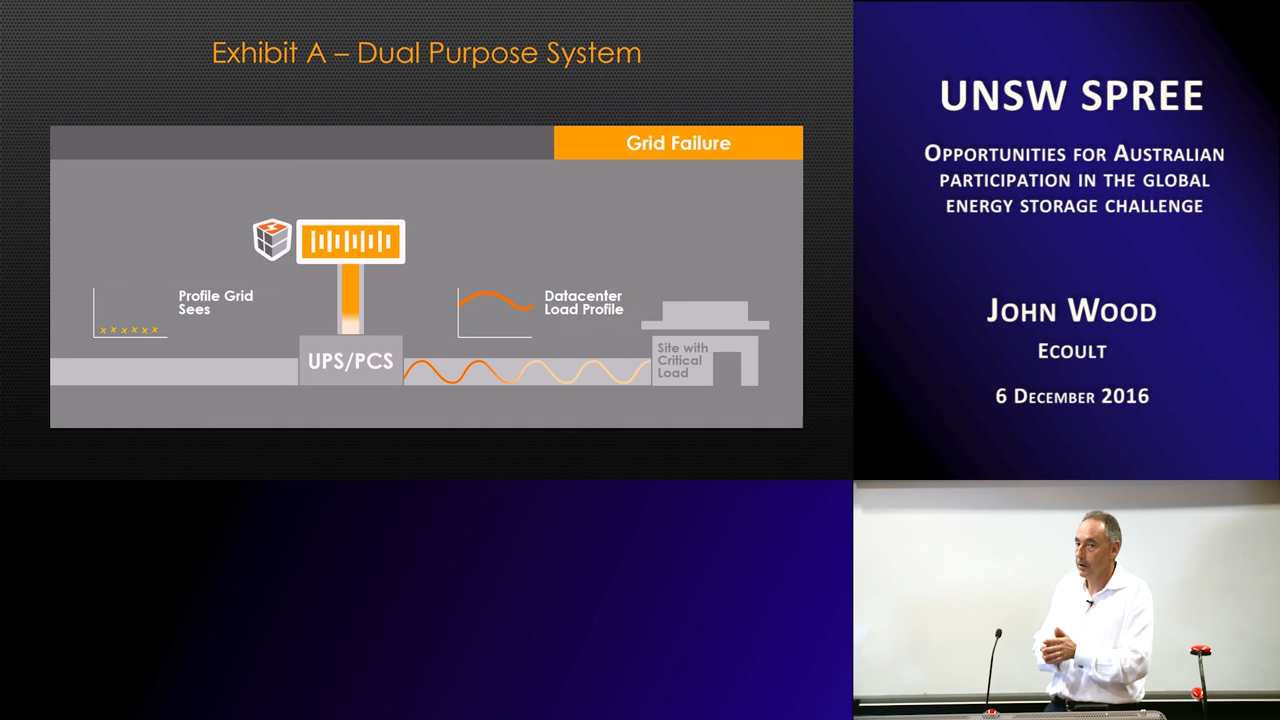 Exhibit A – Dual Purpose System
Grid Failure
Profile Grid
Sees
Datacenter
Load Profile
UPS/PCS
Site with
Critical
Load
UNSW SPREE
OPPORTUNITIES FOR AUSTRALIAN
PARTICIPATION IN THE GLOBAL
ENERGY STORAGE CHALLENGE
JOHN WOOD
ECOULT
6 DECEMBER 2016